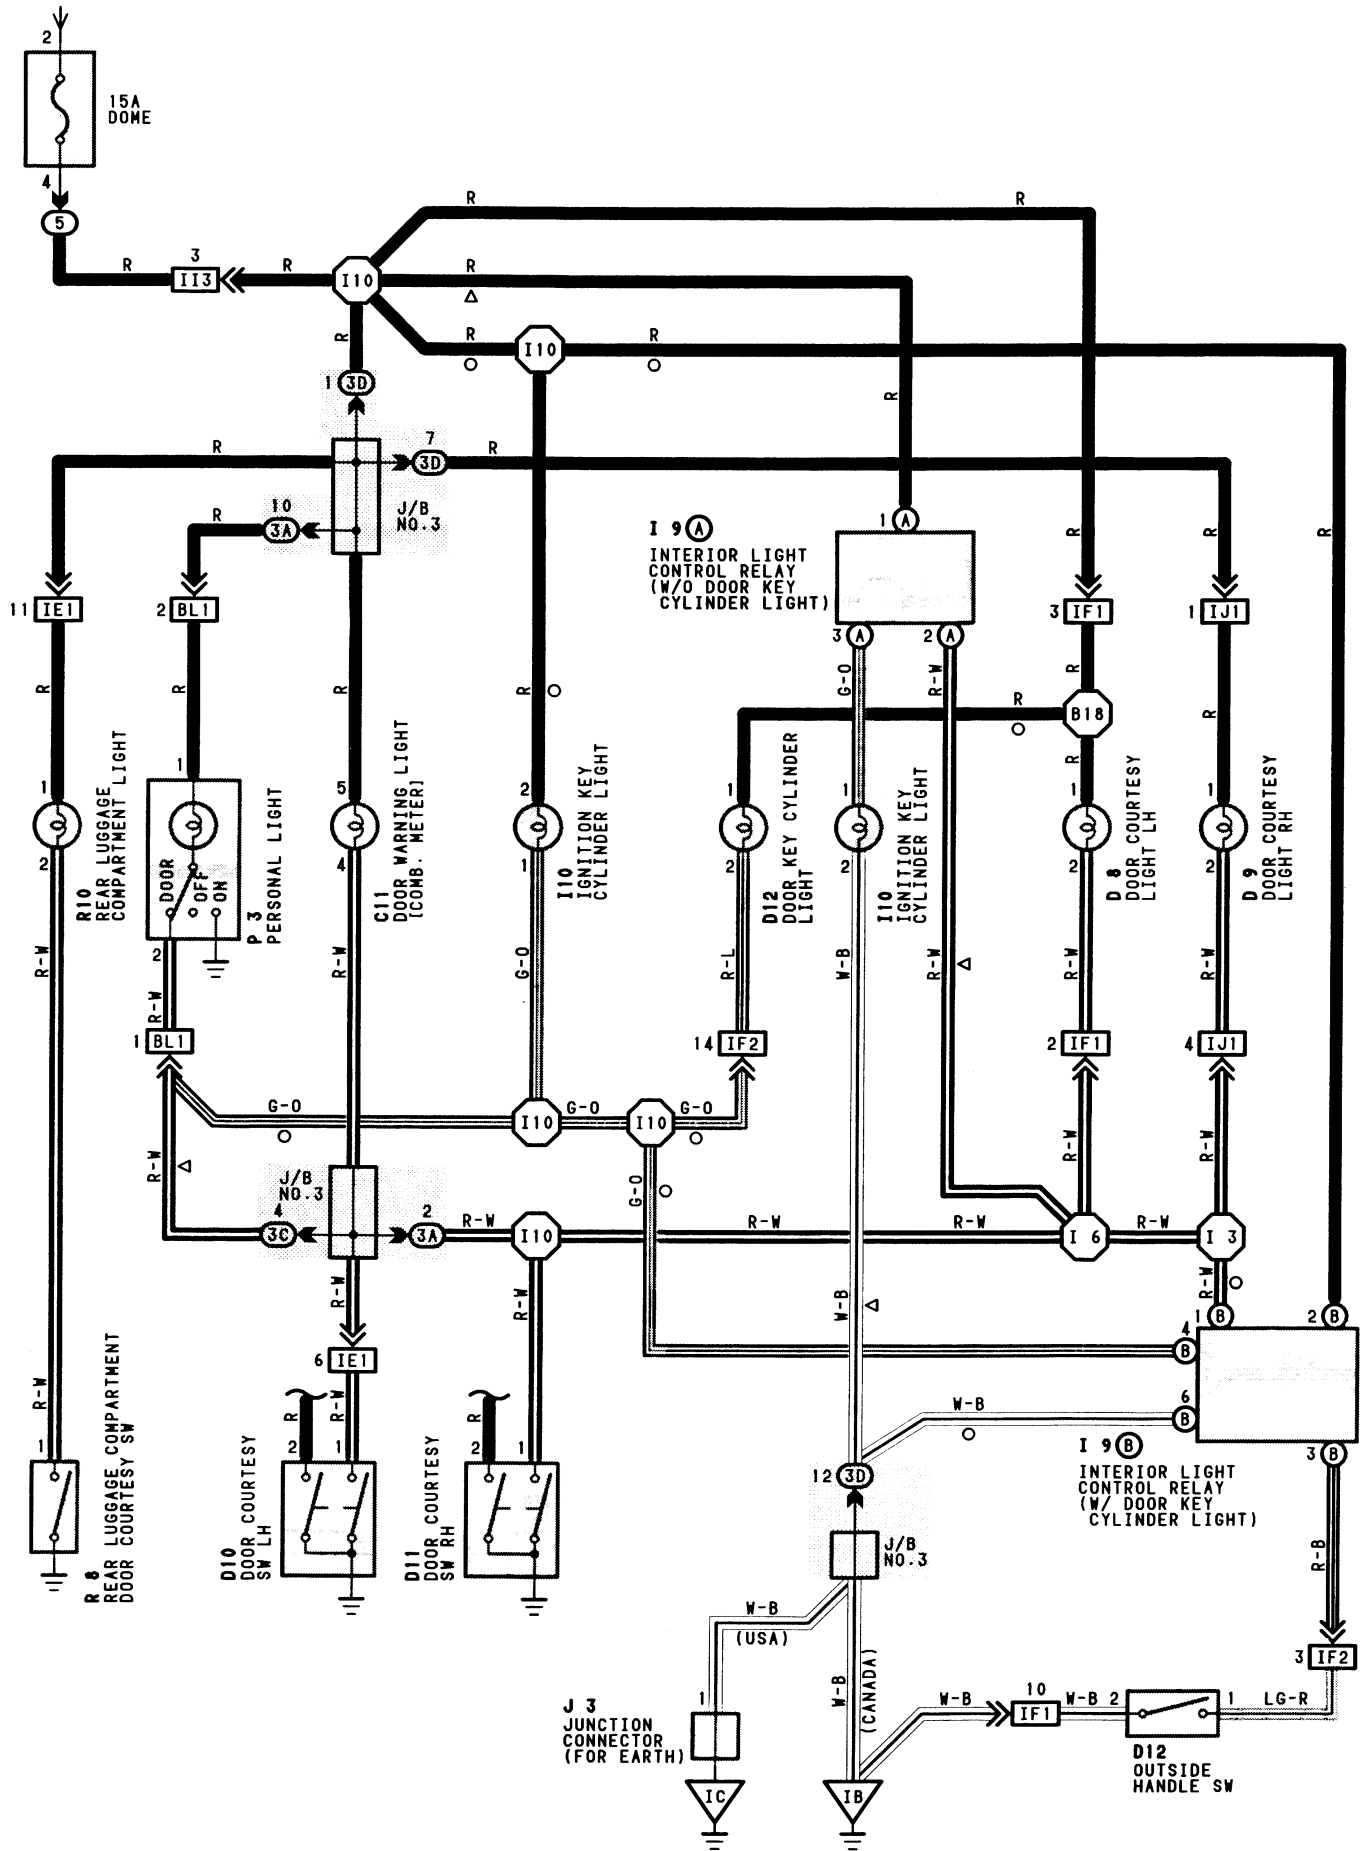 2
15A
DOME
4
5
R
3
II3
R
I10
R
R
R
R
R
I10
R
1
3D
R
R
7
3D
R
10
3A
R
J/B
NO.3
I 9
A
INTERIOR LIGHT
CONTROL RELAY
(W/O DOOR KEY
CYLINDER LIGHT)
1
A
R
R
R
11
IE1
2
BL1
3
IF1
1
IJ1
3
A
2
A
R
R
R
R
G-O
R-W
R
R
B18
R
R
1
1
5
2
1
1
1
1
R10
REAR LUGGAGE
COMPARTMENT LIGHT
2
DOOR
OFF
ON
2
P 3
PERSONAL LIGHT
4
C11
DOOR WARNING LIGHT
[COMB. METER]
1
I10
IGNITION KEY
CYLINDER LIGHT
2
D12
DOOR KEY CYLINDER
LIGHT
2
I10
IGNITION KEY
CYLINDER LIGHT
2
D 8
DOOR COURTESY
LIGHT LH
2
D 9
DOOR COURTESY
LIGHT RH
R-W
R-W
R-W
G-O
R-L
W-B
R-W
R-W
R-W
1
BL1
14
IF2
2
IF1
4
IJ1
G-O
I10
G-O
I10
G-O
R-W
R-W
R-W
J/B
NO.3
4
3C
2
3A
R-W
I10
G-O
R-W
R-W
I 6
R-W
I 3
R-W
R-W
R-W
W-B
1
B
2
B
4
B
6
IE1
R-W
R
R-W
R
W-B
6
B
1
2
1
2
1
12
3D
I 9
B
INTERIOR LIGHT
CONTROL RELAY
(W/ DOOR KEY
CYLINDER LIGHT)
3
B
R 8
REAR LUGGAGE COMPARTMENT
DOOR COURTESY SW
D10
DOOR COURTESY
SW LH
D11
DOOR COURTESY
SW RH
J/B
NO.3
R-B
W-B
(USA)
W-B
(CANADA)
3
IF2
J 3
JUNCTION
CONNECTOR
(FOR EARTH)
1
W-B
10
IF1
W-B
2
1
LG-R
D12
OUTSIDE
HANDLE SW
IC
IB